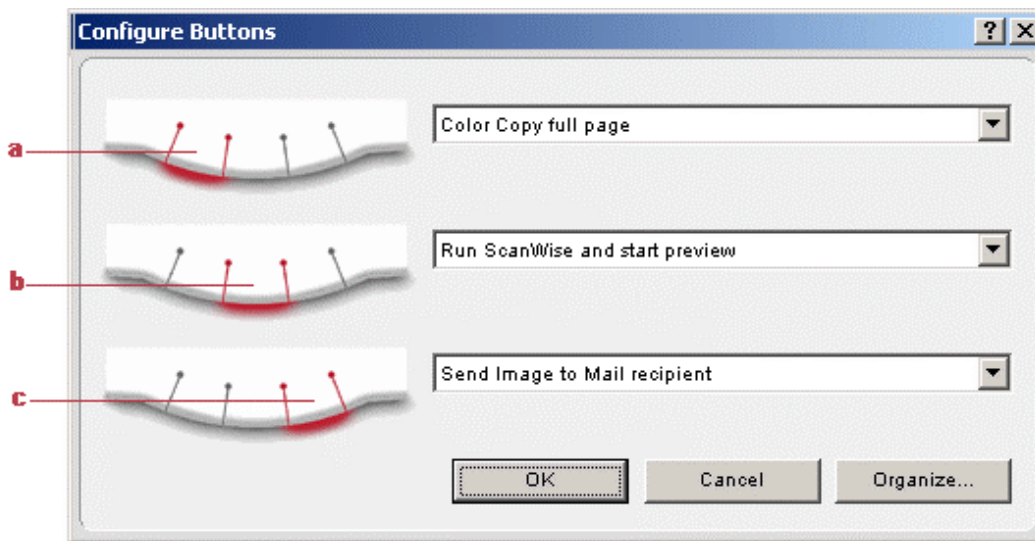 Configure Buttons
?
a
Color Copy full page
b
Run ScanWise and start preview
c
Send Image to Mail recipient
OK Cancel Organize...